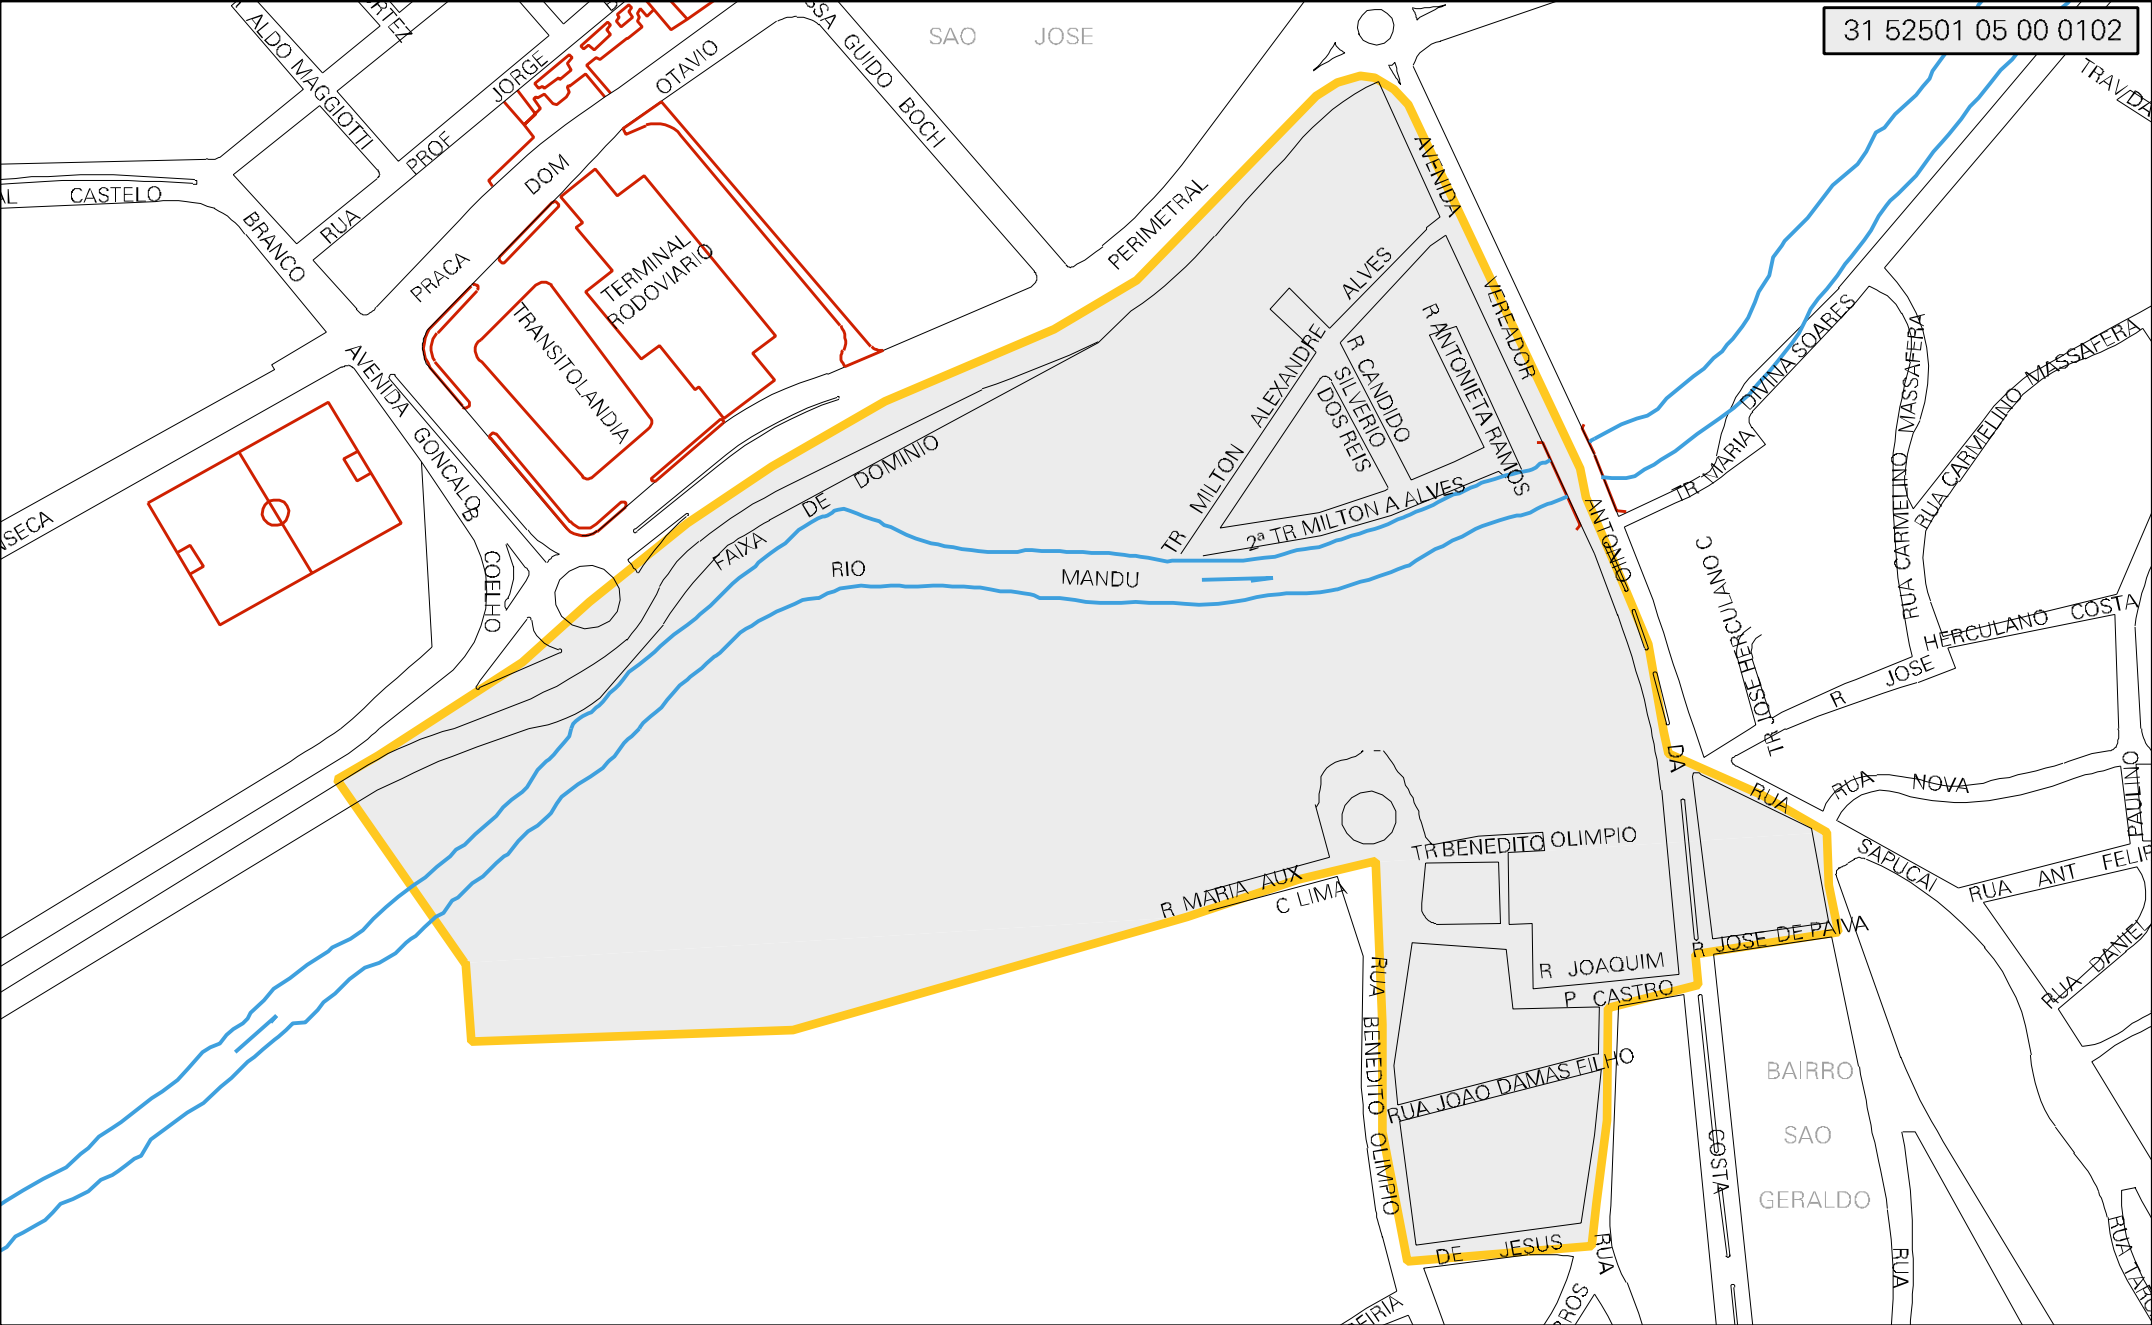 31 52501 05 00 0102
SAO JOSE
ALDO MAGGIOTTI
PROF JORGE
RUA
PRACA DOM OTAVIO
GUIDO BOCH
CASTELO
BRANCO
PERIMETRAL
TERMINAL
RODOVIARIO
TRANSITOLANDIA
AVENIDA GONCALO
COELHO
FAIXA DE DOMINIO
RIO MANDU
AVENIDA VEREADOR ANTONIO DA COSTA
TR MILTON ALEXANDRE ALVES
R CANDIDO
SILVERIO
DOS REIS
R ANTONIETA RAMOS
2ª TR MILTON A ALVES
TR MARIA DIVINA SOARES
RUA CARMELINO MASSAFERA
RUA CARMELINO MASSAFERA
TR JOSE HERCULANO C
R JOSE HERCULANO COSTA
RUA NOVA
RUA SAPUCAI
PAULINO
RUA ANT
RUA DANIEL
TR BENEDITO OLIMPIO
R MARIA AUX
C LIMA
R JOSE DE PAIVA
R JOAQUIM
P CASTRO
RUA JOAO DAMAS FILHO
RUA BENEDITO OLIMPIO
DE JESUS
RUA
BAIRRO
SAO
GERALDO
RUA
RUA